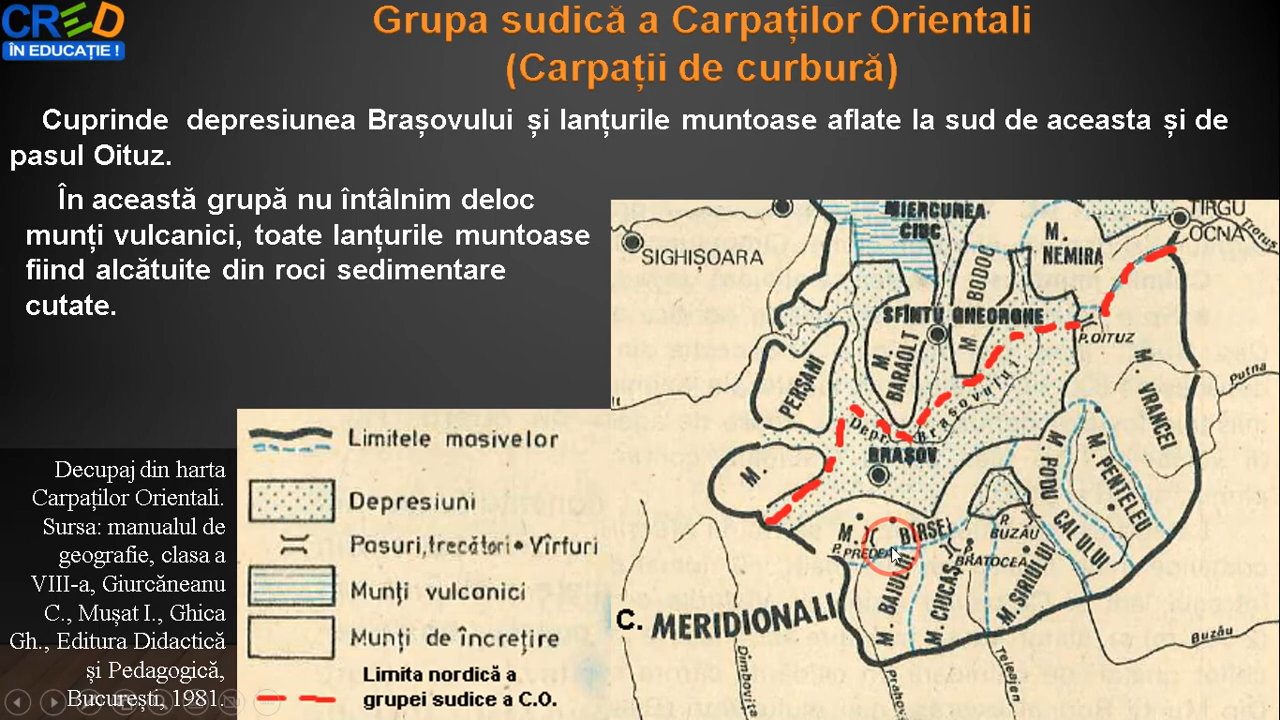 CRED
ÎN EDUCAȚIE !
Grupa sudică a Carpaților Orientali
(Carpații de curbură)
Cuprinde depresiunea Brașovului și lanțurile muntoase aflate la sud de aceasta și de
pasul Oituz.
În această grupă nu întâlnim deloc
munți vulcanici, toate lanțurile muntoase
fiind alcătuite din roci sedimentare
cutate.
MIERCUREA
CIUC
TIRGU
OCNA
Trotuș
SIGHISOARA
M.
NEMIRA
BODOC
M
SFÎNTU GHEORGHE
P.OITUZ
M.
BARAOLT
PERȘANI
Putna
M.
VRANCEI
Depr. Brașovului
BRAȘOV
M.
M. PENTELEU
M PODU
CALULUI
M. BÎRSEI
P. PREDEAL
P.
BUZĂU
BRATOCEA
M. BAIULUI
M. CIUCAȘ
M. SIRIULUI
C. MERIDIONALI
Buzău
Dîmbovița
Prahova
Teleajen
Limitele masivelor
Depresiuni
Pasuri, trecători • Vîrfuri
Munți vulcanici
Munți de încrețire
Limita nordică a
grupei sudice a C.O.
Decupaj din harta
Carpaților Orientali.
Sursa: manualul de
geografie, clasa a
VIII-a, Giurcăneanu
C., Mușat I., Ghica
Gh., Editura Didactică
și Pedagogică,
București, 1981.